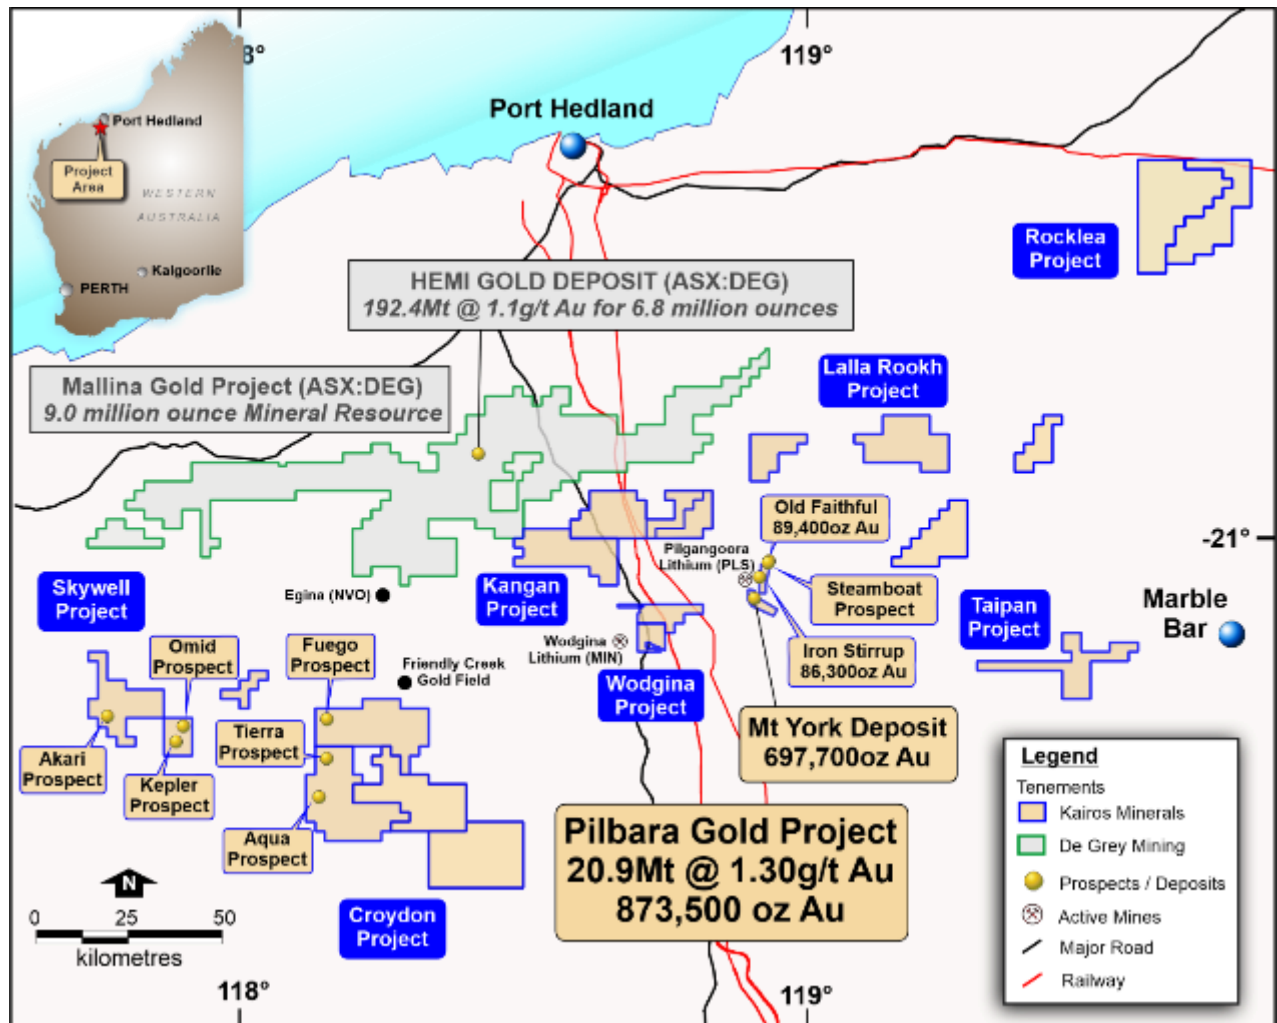 8°
119°
Port Hedland
Port Hedland
Project
Area
WESTERN
AUSTRALIA
Kalgoorlie
PERTH
Rocklea
Project
HEMI GOLD DEPOSIT (ASX:DEG)
192.4Mt @ 1.1g/t Au for 6.8 million ounces
Mallina Gold Project (ASX:DEG)
9.0 million ounce Mineral Resource
Lalla Rookh
Project
Old Faithful
89,400oz Au
-21°
Pilgangoora
Lithium (PLS)
Skywell
Project
Egina (NVO)
Kangan
Project
Steamboat
Prospect
Taipan
Project
Marble
Bar
Omid
Prospect
Fuego
Prospect
Friendly Creek
Gold Field
Wodgina
Lithium (MIN)
Iron Stirrup
86,300oz Au
Wodgina
Project
Tierra
Prospect
Akari
Prospect
Kepler
Prospect
Mt York Deposit
697,700oz Au
Aqua
Prospect
Pilbara Gold Project
20.9Mt @ 1.30g/t Au
873,500 oz Au
Croydon
Project
N
0 25 50
kilometres
118°
119°
Legend
Tenements
Kairos Minerals
De Grey Mining
Prospects / Deposits
Active Mines
Major Road
Railway